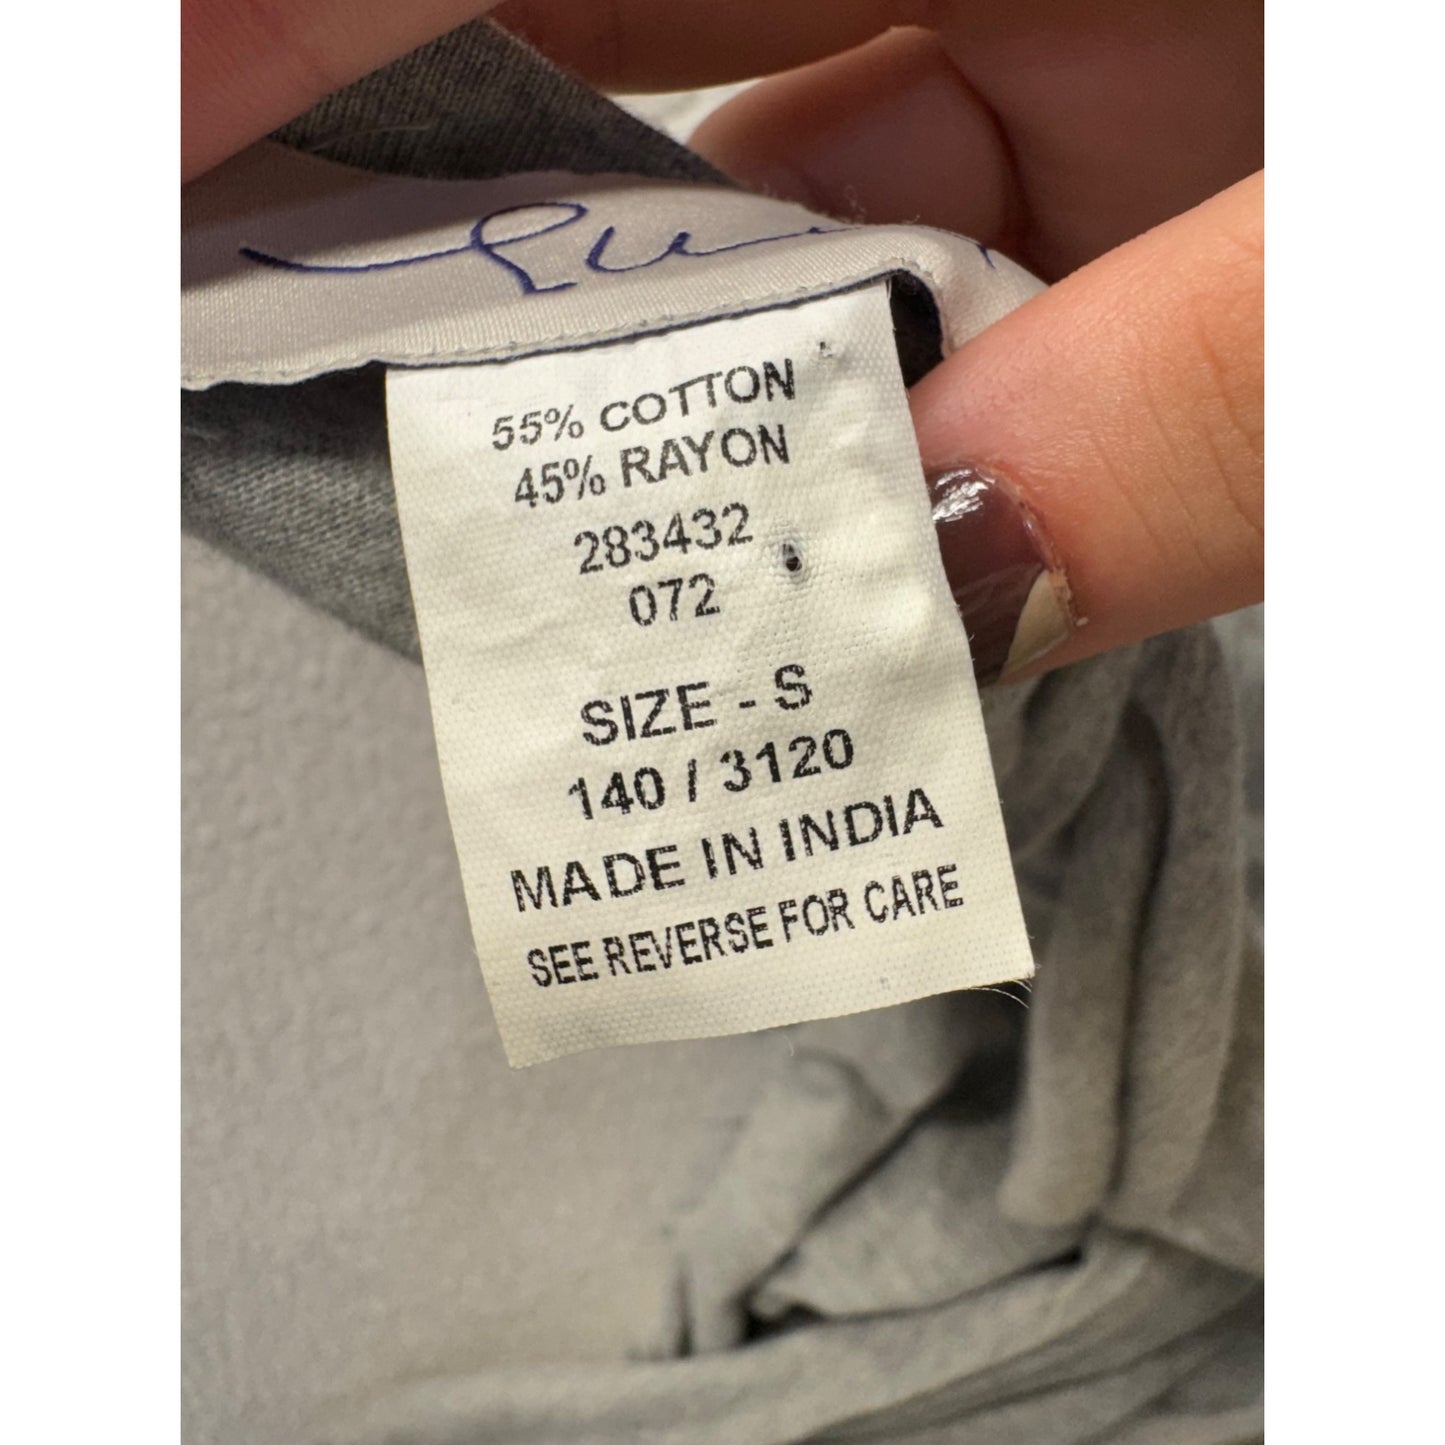 55% COTTON
45% RAYON
283432
072
SIZE - S
140 / 3120
MADE IN INDIA
SEE REVERSE FOR CARE